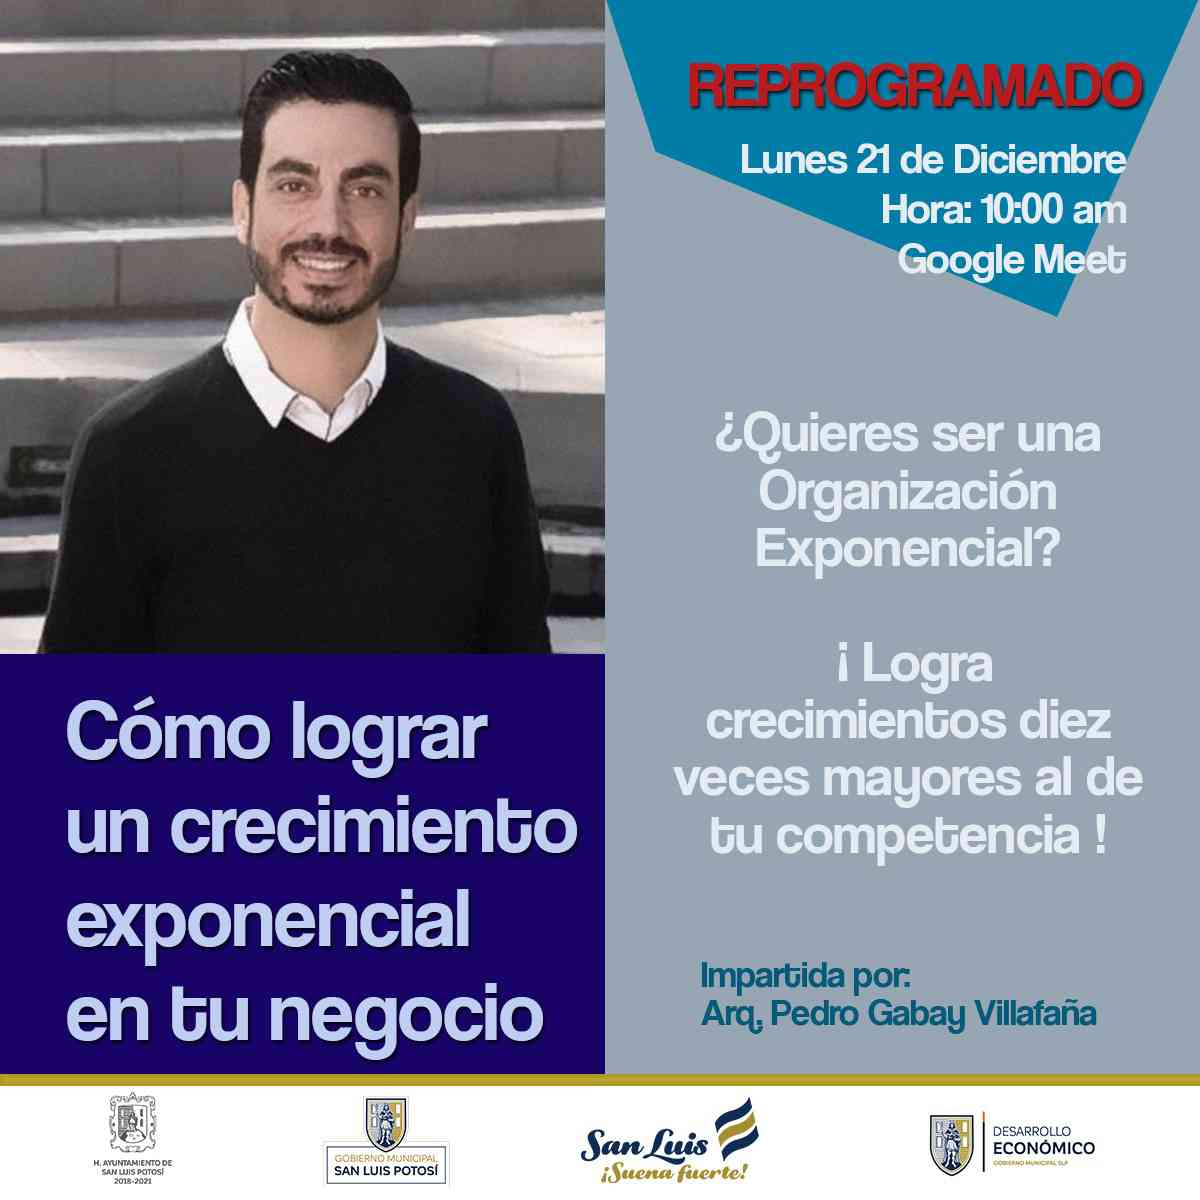 REPROGRAMADO
Lunes 21 de Diciembre
Hora: 10:00 am
Google Meet
¿Quieres ser una
Organización
Exponencial?
¡ Logra
crecimientos diez
veces mayores al de
tu competencia !
Cómo lograr
un crecimiento
exponencial
en tu negocio
Impartida por:
Arq. Pedro Gabay Villafaña
H. AYUNTAMIENTO DE
SAN LUIS POTOSÍ
2018-2021
GOBIERNO MUNICIPAL
SAN LUIS POTOSÍ
San Luis
¡Suena fuerte!
DESARROLLO
ECONÓMICO
GOBIERNO MUNICIPAL SLP